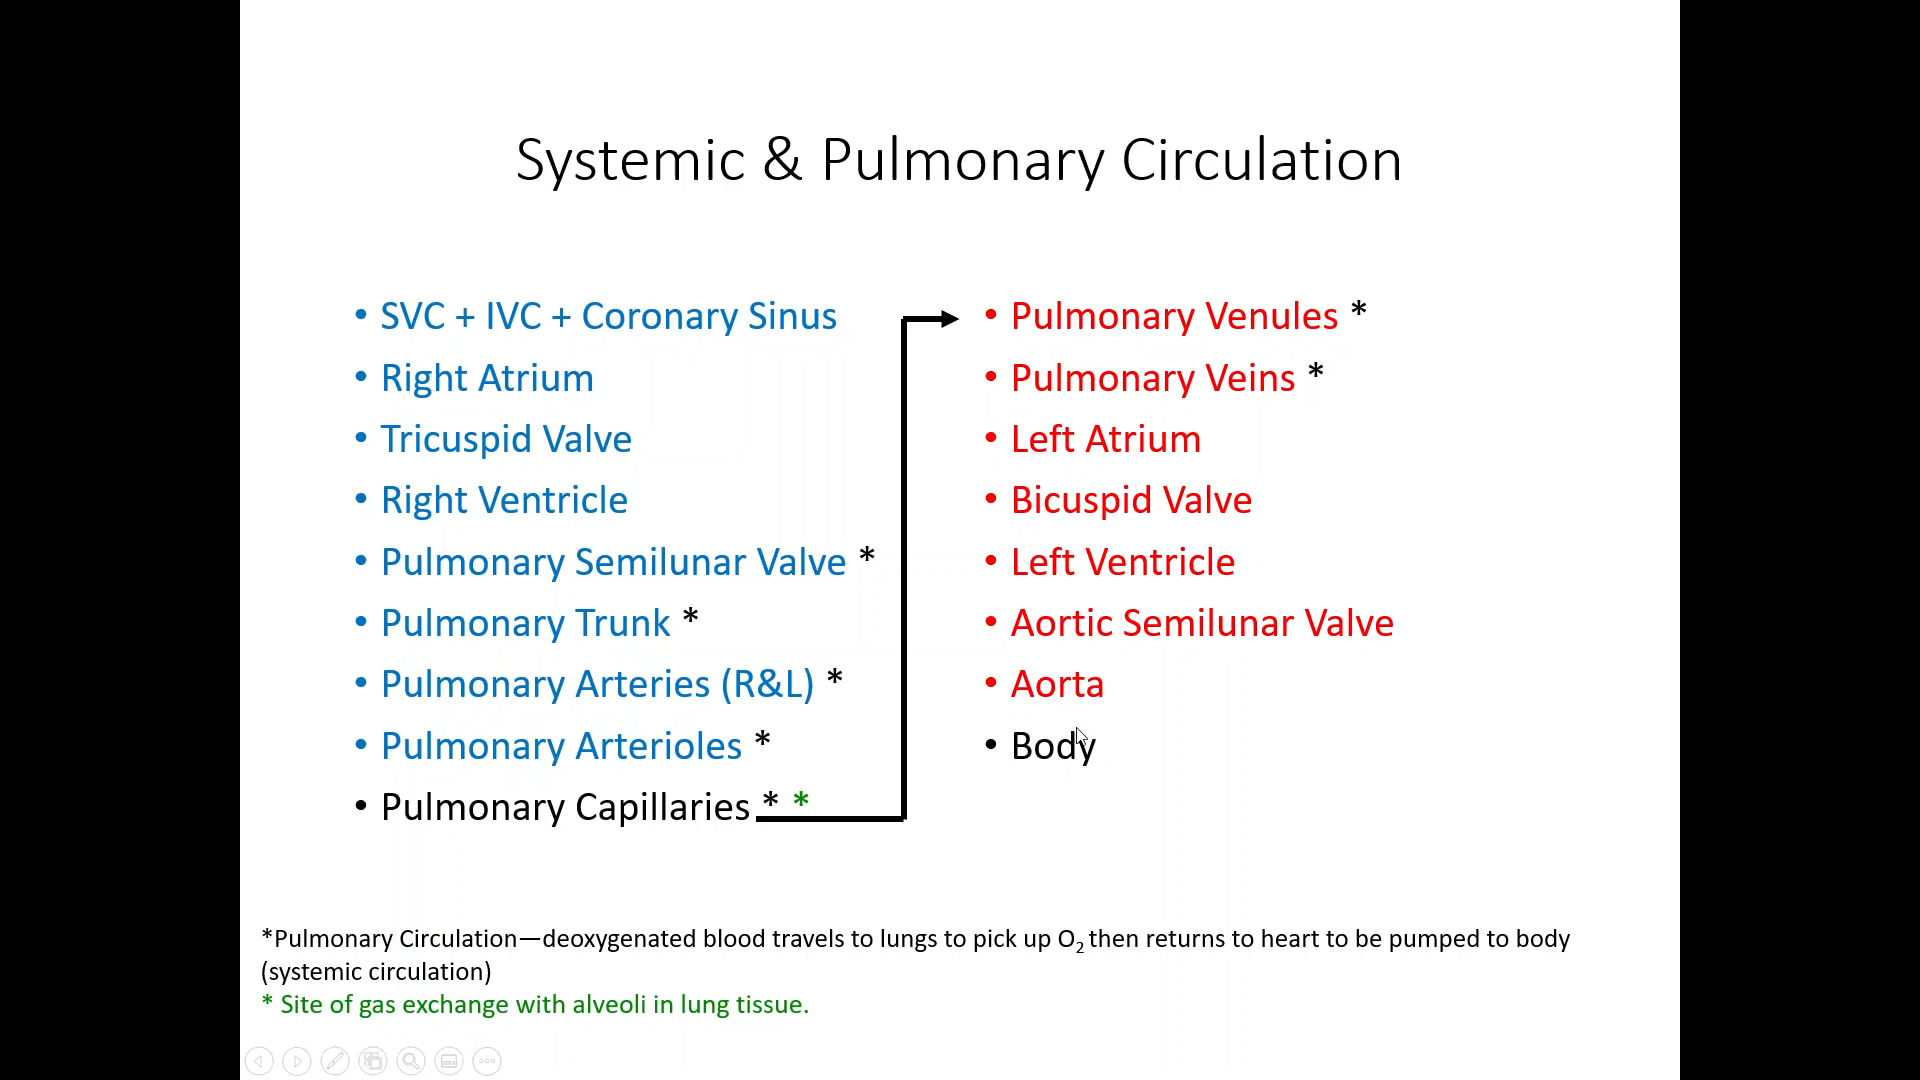 Systemic & Pulmonary Circulation
• SVC + IVC + Coronary Sinus
• Right Atrium
• Tricuspid Valve
• Right Ventricle
• Pulmonary Semilunar Valve *
• Pulmonary Trunk *
• Pulmonary Arteries (R&L) *
• Pulmonary Arterioles *
• Pulmonary Capillaries * *
• Pulmonary Venules *
• Pulmonary Veins *
• Left Atrium
• Bicuspid Valve
• Left Ventricle
• Aortic Semilunar Valve
• Aorta
• Body
*Pulmonary Circulation—deoxygenated blood travels to lungs to pick up O₂ then returns to heart to be pumped to body
(systemic circulation)
* Site of gas exchange with alveoli in lung tissue.